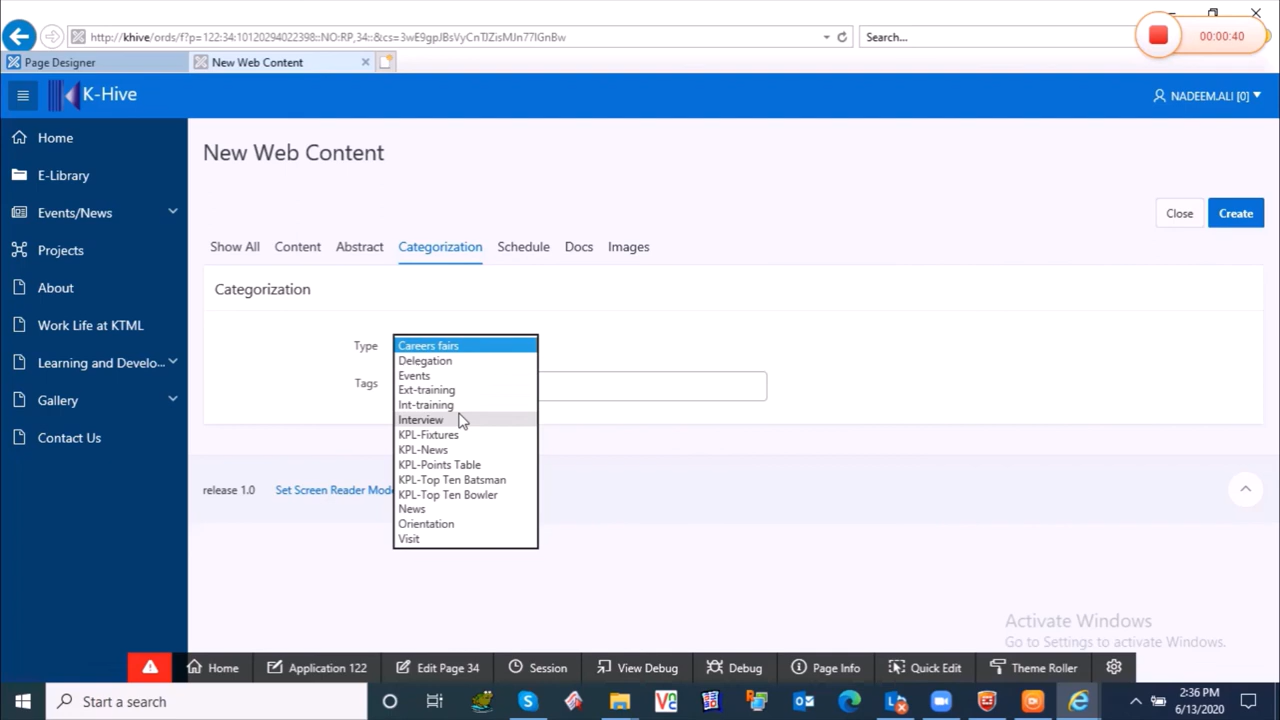 http://khive/ords/f?p=122:34:10120294022398::NO:RP,34::&cs=3wE9gpJBsVyCnTJZisMJn77IGnBw
Search...
00:00:40
Page Designer
New Web Content
K-Hive
NADEEM.ALI [0]
Home
E-Library
Events/News
Projects
About
Work Life at KTML
Learning and Develo...
Gallery
Contact Us
New Web Content
Close
Create
Show All
Content
Abstract
Categorization
Schedule
Docs
Images
Categorization
Type
Careers fairs
Delegation
Events
Ext-training
Int-training
Interview
KPL-Fixtures
KPL-News
KPL-Points Table
KPL-Top Ten Batsman
KPL-Top Ten Bowler
News
Orientation
Visit
Tags
release 1.0
Set Screen Reader Mode
Activate Windows
Go to Settings to activate Windows.
Home
Application 122
Edit Page 34
Session
View Debug
Debug
Page Info
Quick Edit
Theme Roller
Start a search
2:36 PM
6/13/2020